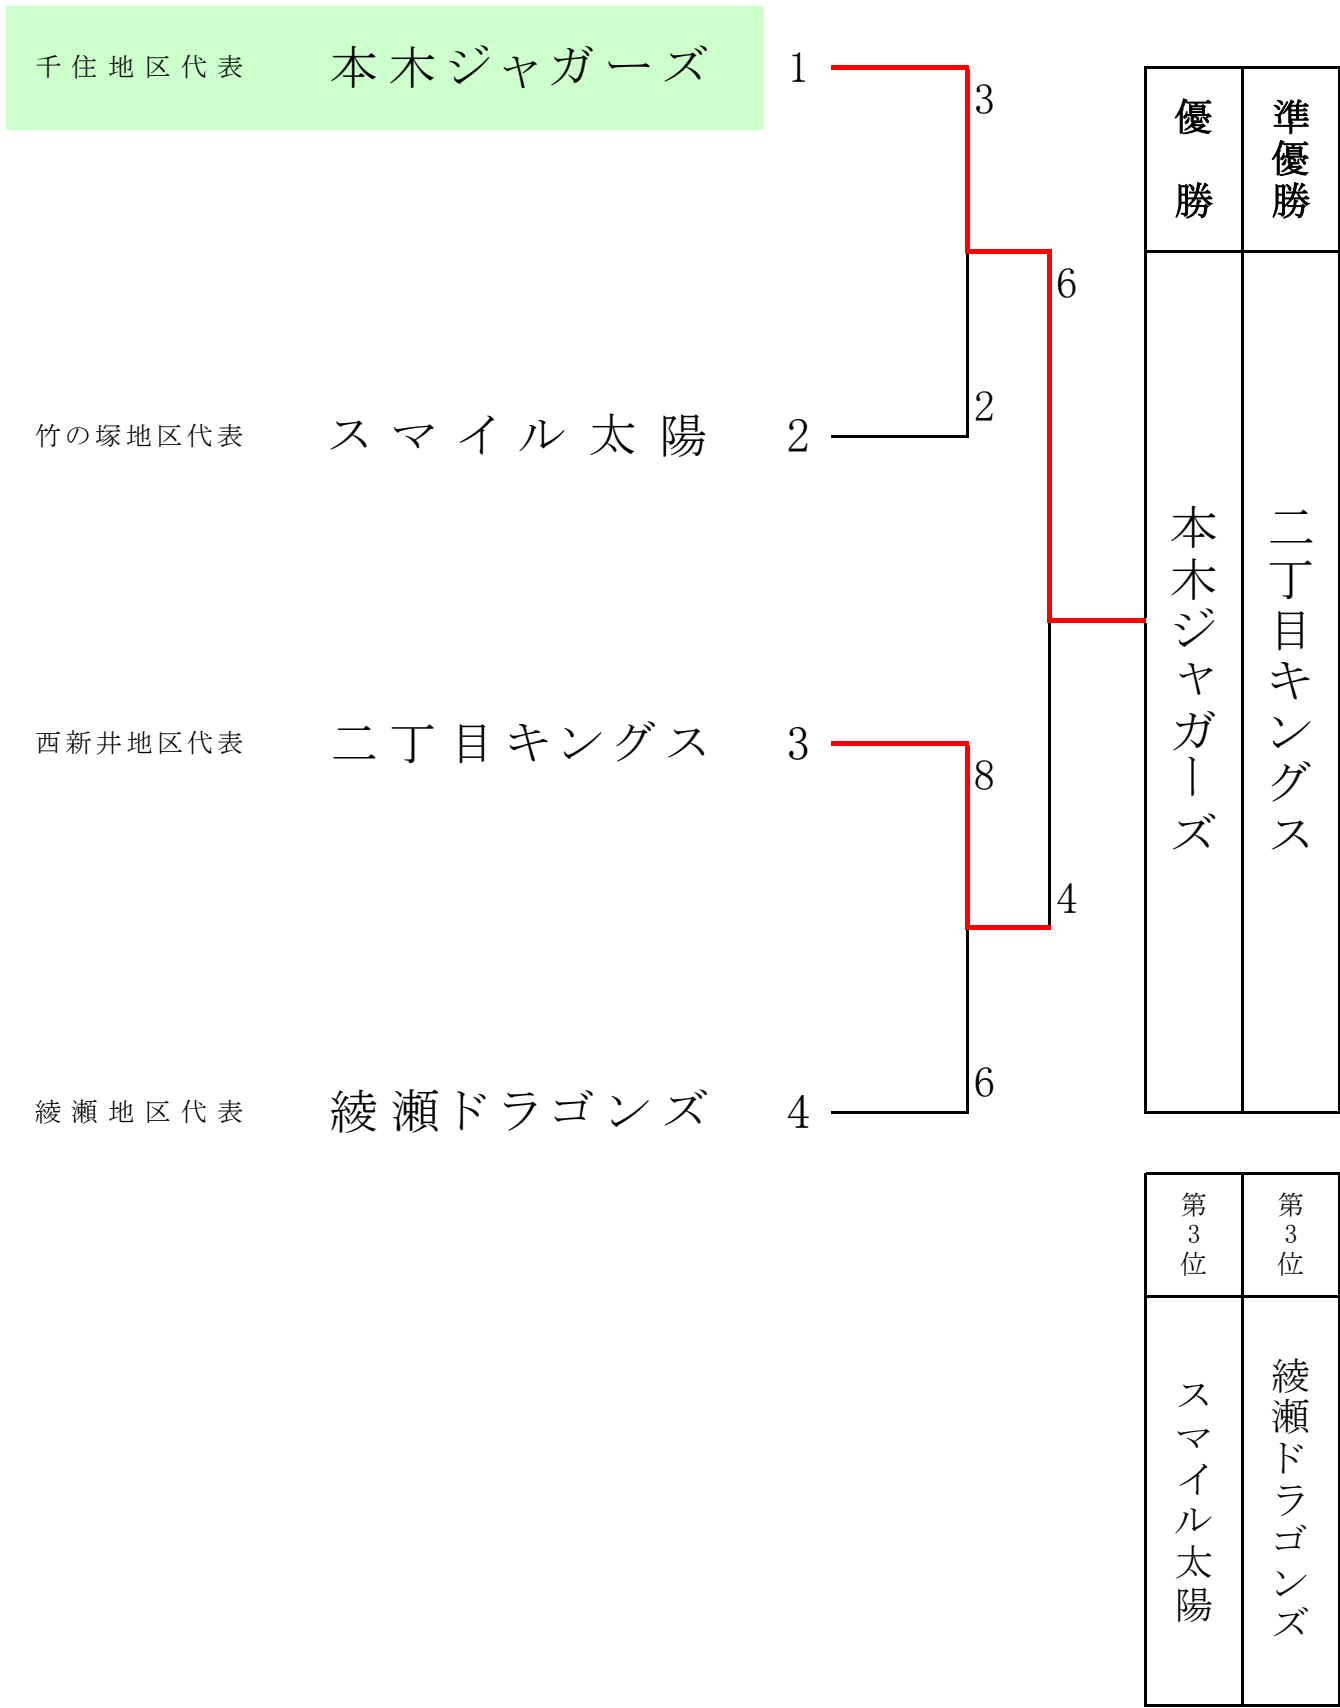 千住地区代表 本木ジャガーズ 1
3
6
竹の塚地区代表 スマイル太陽 2
2
西新井地区代表 二丁目キングス 3
8
4
綾瀬地区代表 綾瀬ドラゴンズ 4
6
優勝
本木ジャガーズ
準優勝
二丁目キングス
第3位
スマイル太陽
第3位
綾瀬ドラゴンズ